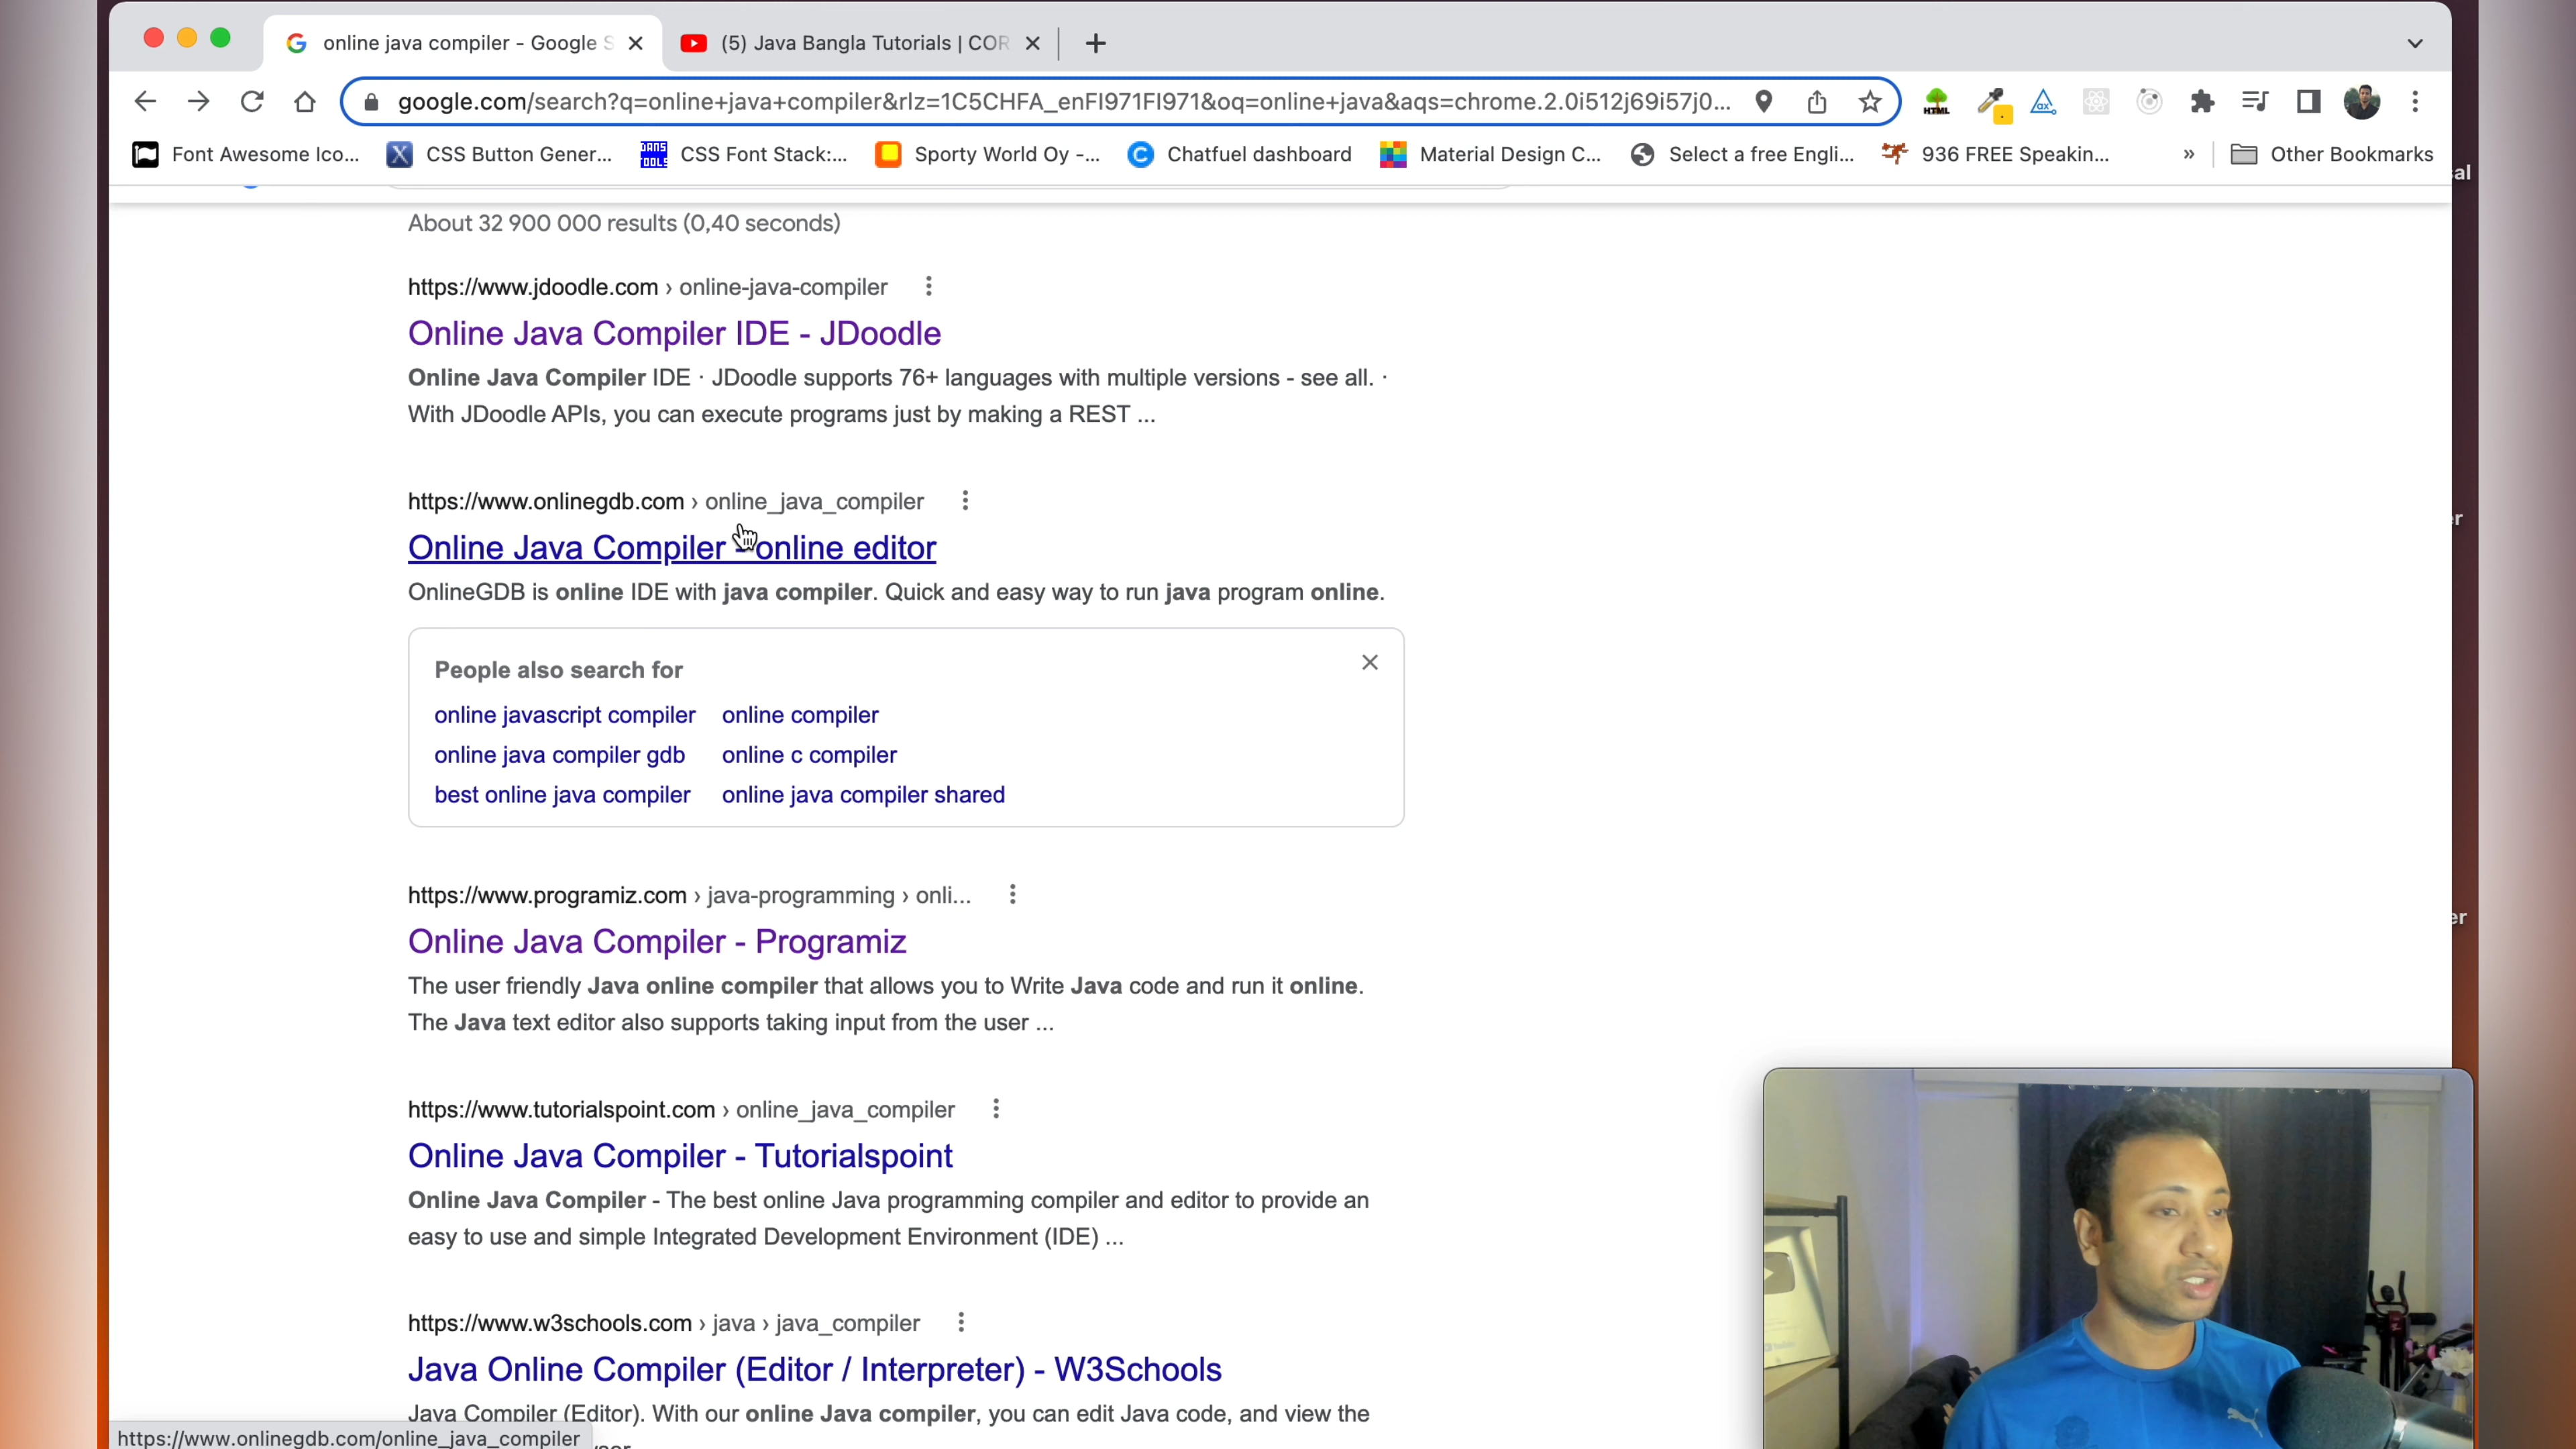 online java compiler - Google S
(5) Java Bangla Tutorials | COR
google.com/search?q=online+java+compiler&rlz=1C5CHFA_enFI971FI971&oq=online+java&aqs=chrome.2.0i512j69i57j0...
HTML
Font Awesome Ico...
CSS Button Gener...
CSS Font Stack:...
Sporty World Oy -...
Chatfuel dashboard
Material Design C...
Select a free Engli...
936 FREE Speakin...
»
Other Bookmarks
About 32 900 000 results (0,40 seconds)
https://www.jdoodle.com › online-java-compiler
Online Java Compiler IDE - JDoodle
Online Java Compiler IDE · JDoodle supports 76+ languages with multiple versions - see all. ·
With JDoodle APIs, you can execute programs just by making a REST ...
https://www.onlinegdb.com › online_java_compiler
Online Java Compiler - online editor
OnlineGDB is online IDE with java compiler. Quick and easy way to run java program online.
People also search for
online javascript compiler online compiler
online java compiler gdb online c compiler
best online java compiler online java compiler shared
https://www.programiz.com › java-programming › onli...
Online Java Compiler - Programiz
The user friendly Java online compiler that allows you to Write Java code and run it online.
The Java text editor also supports taking input from the user ...
https://www.tutorialspoint.com › online_java_compiler
Online Java Compiler - Tutorialspoint
Online Java Compiler - The best online Java programming compiler and editor to provide an
easy to use and simple Integrated Development Environment (IDE) ...
https://www.w3schools.com › java › java_compiler
Java Online Compiler (Editor / Interpreter) - W3Schools
Java Compiler (Editor). With our online Java compiler, you can edit Java code, and view the
https://www.onlinegdb.com/online_java_compiler